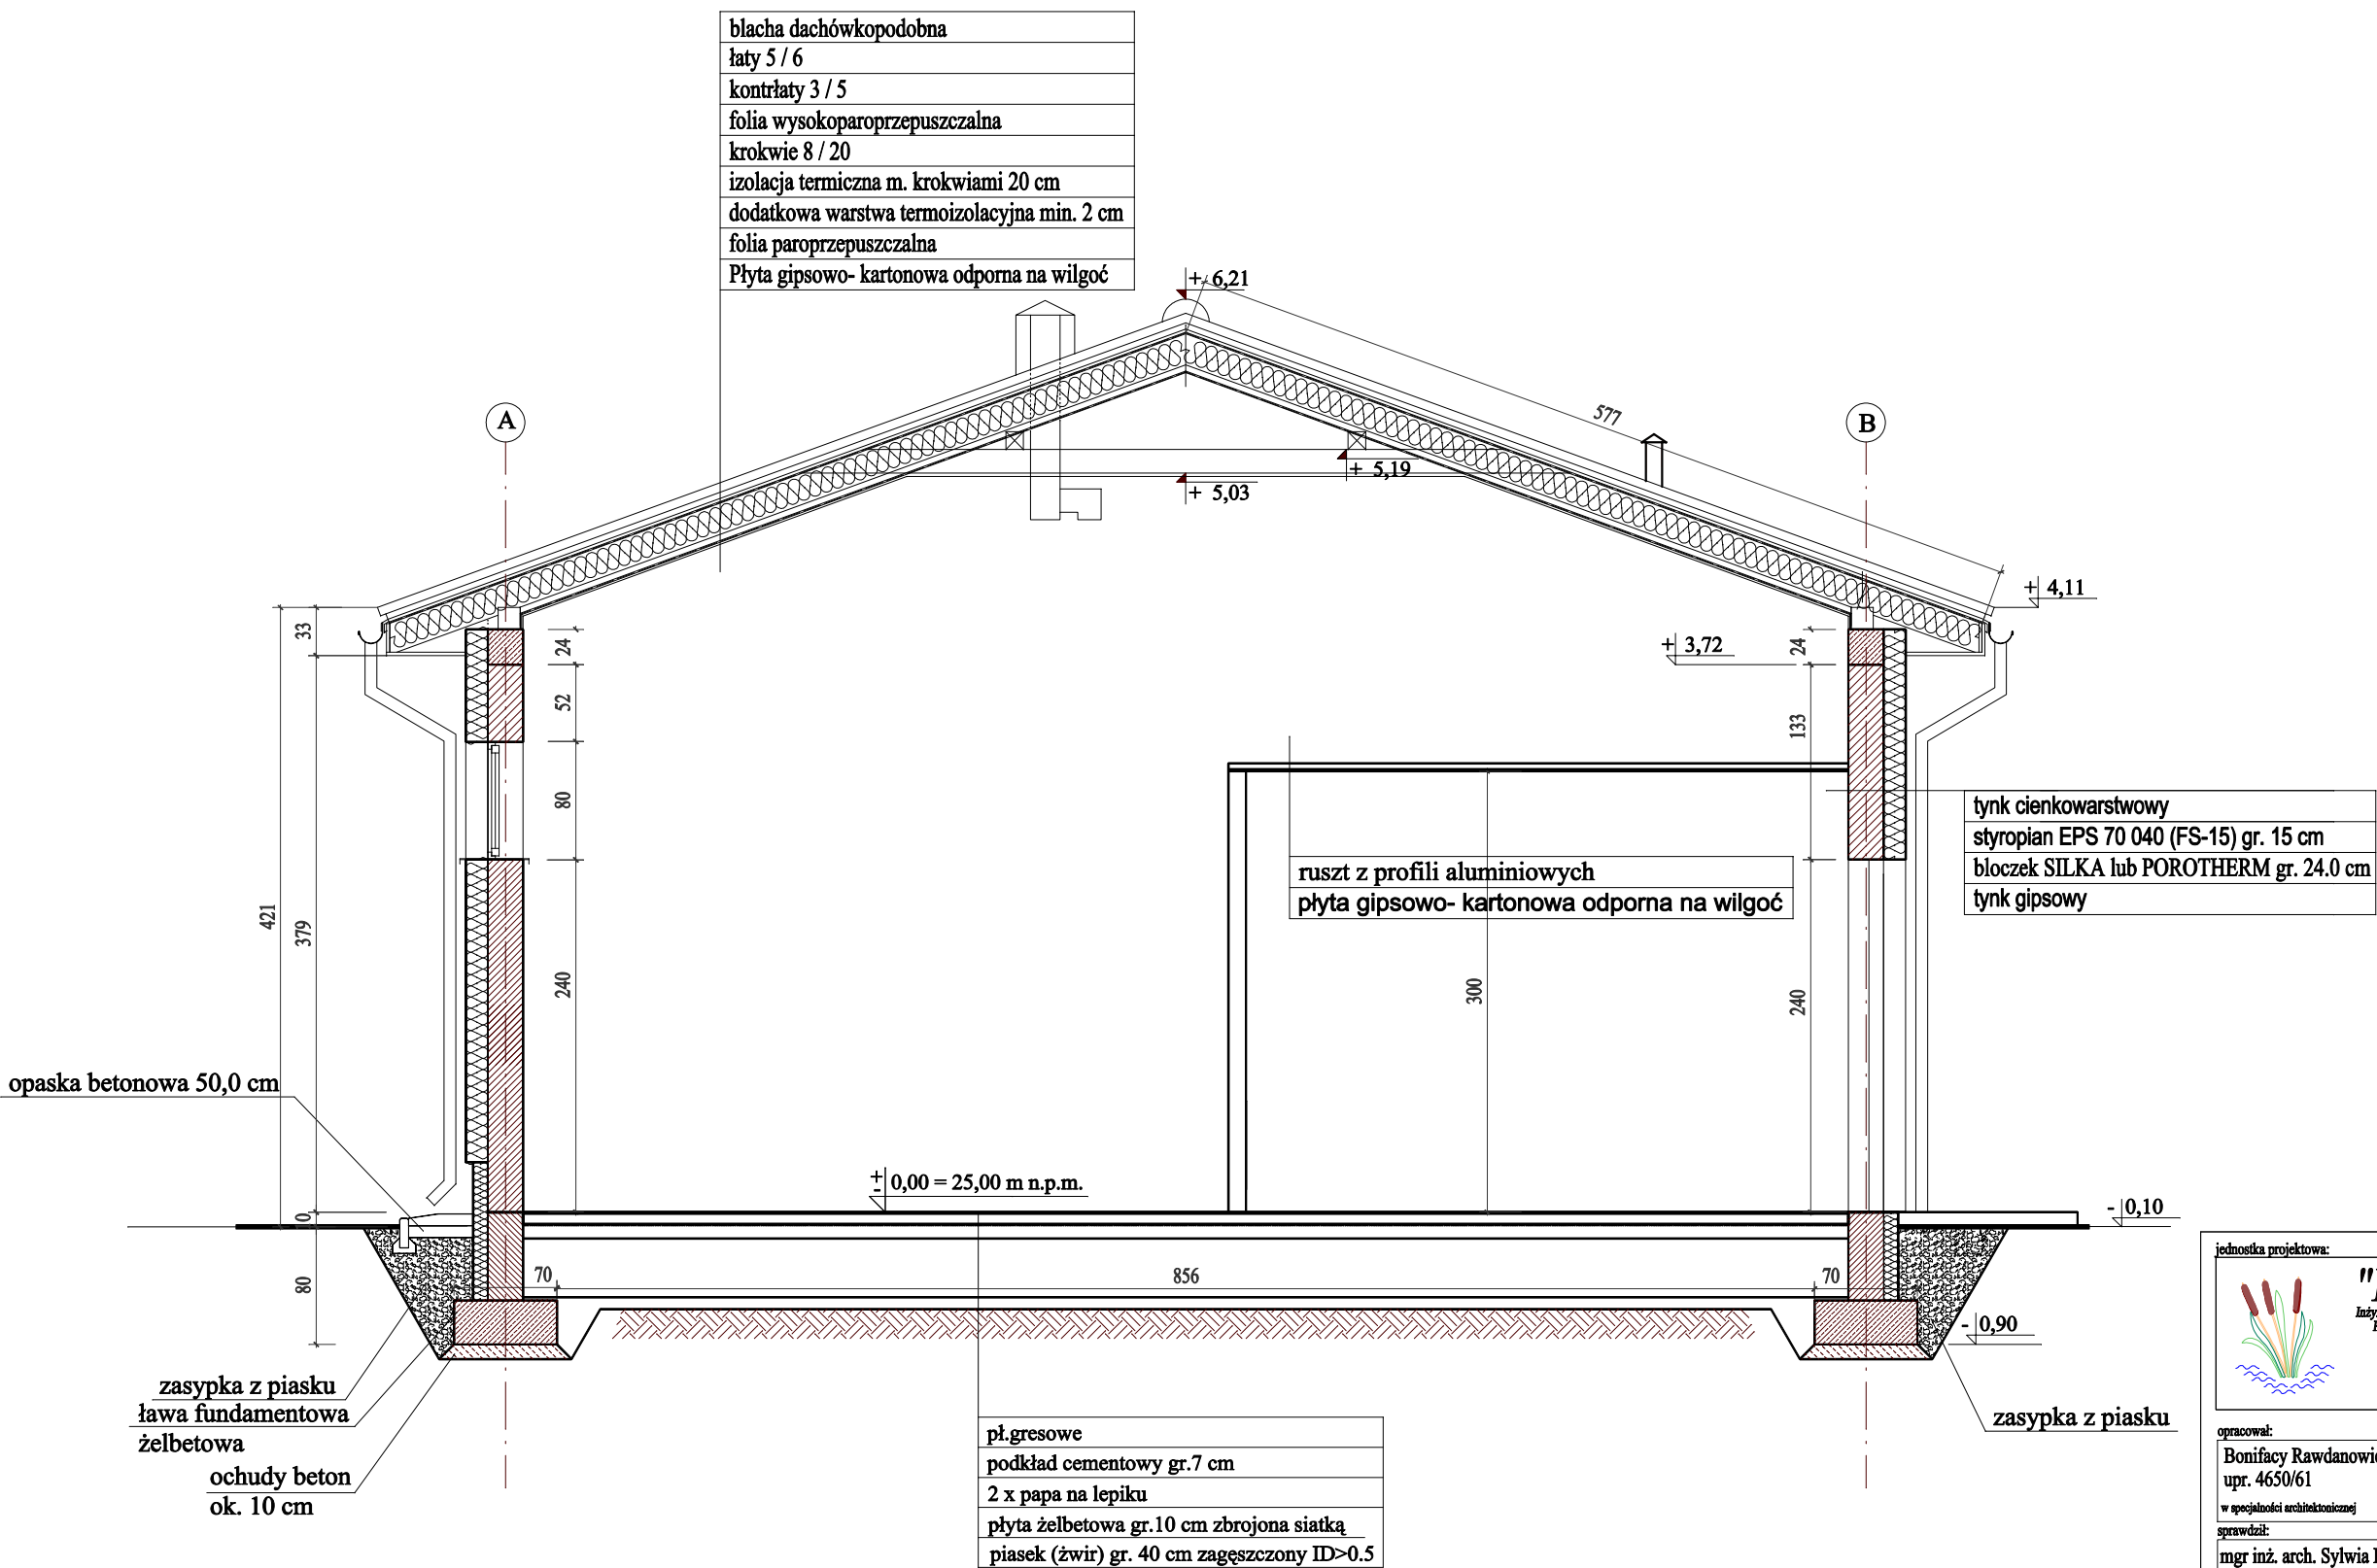 blacha dachówkopodobna
łaty 5 / 6
kontrłaty 3 / 5
folia wysokoparoprzepuszczalna
krokwie 8 / 20
izolacja termiczna m. krokwiami 20 cm
dodatkowa warstwa termoizolacyjna min. 2 cm
folia paroprzepuszczalna
Płyta gipsowo- kartonowa odporna na wilgoć
+ 6,21
577
A
B
+ 5,19
+ 5,03
+ 4,11
33
24
+ 3,72
24
52
133
80
tynk cienkowarstwowy
styropian EPS 70 040 (FS-15) gr. 15 cm
bloczek SILKA lub POROTHERM gr. 24.0 cm
tynk gipsowy
ruszt z profili aluminiowych
płyta gipsowo- kartonowa odporna na wilgoć
421
379
240
300
240
opaska betonowa 50,0 cm
+
- 0,00 = 25,00 m n.p.m.
0
- 0,10
80
70
856
70
- 0,90
zasypka z piasku
ława fundamentowa
żelbetowa
ochudy beton
ok. 10 cm
zasypka z piasku
pł.gresowe
podkład cementowy gr.7 cm
2 x papa na lepiku
płyta żelbetowa gr.10 cm zbrojona siatką
piasek (żwir) gr. 40 cm zagęszczony ID>0.5
jednostka projektowa:
opracował:
Bonifacy Rawdanowi
upr. 4650/61
w specjalności architektonicznej
sprawdził:
mgr inż. arch. Sylwia